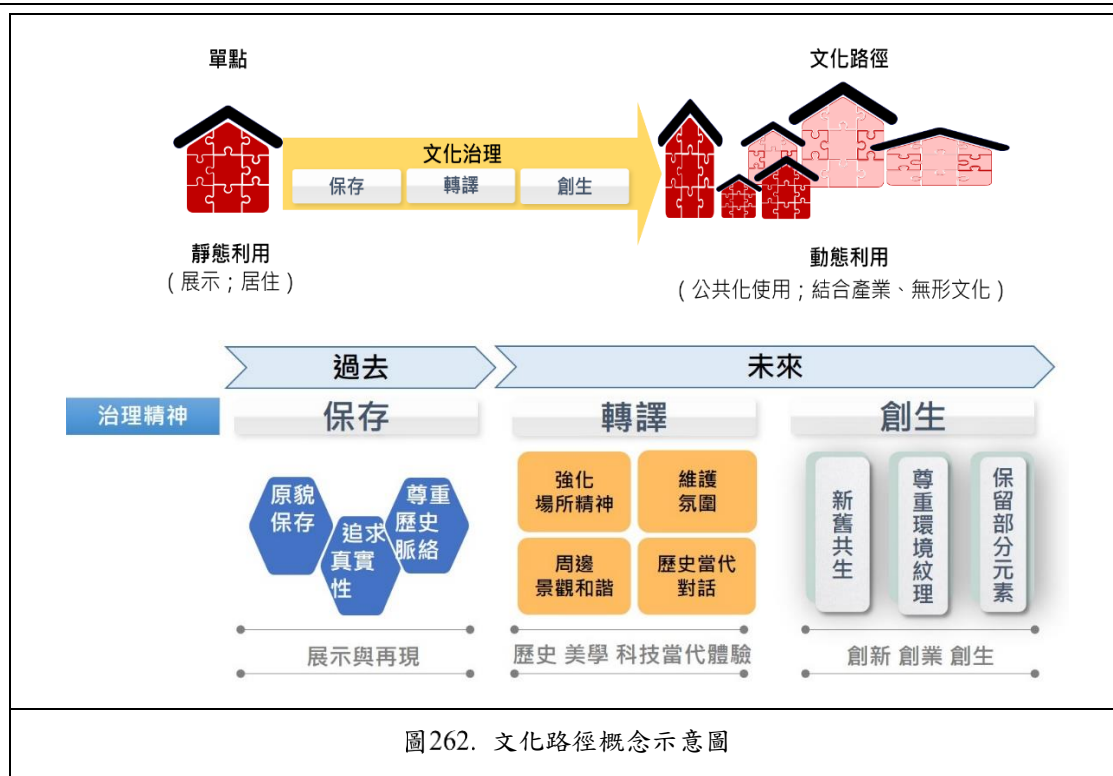 單點
文化路徑
文化治理
保存
轉譯
創生
靜態利用
（展示；居住）
動態利用
（公共化使用；結合產業、無形文化）
過去
未來
治理精神
保存
轉譯
創生
原貌
保存
追求
真實
性
尊重
歷史
脈絡
強化
場所精神
維護
氛圍
周邊
景觀和諧
歷史當代
對話
新舊共生
尊重環境紋理
保留部分元素
展示與再現
歷史 美學 科技當代體驗
創新 創業 創生
圖262. 文化路徑概念示意圖